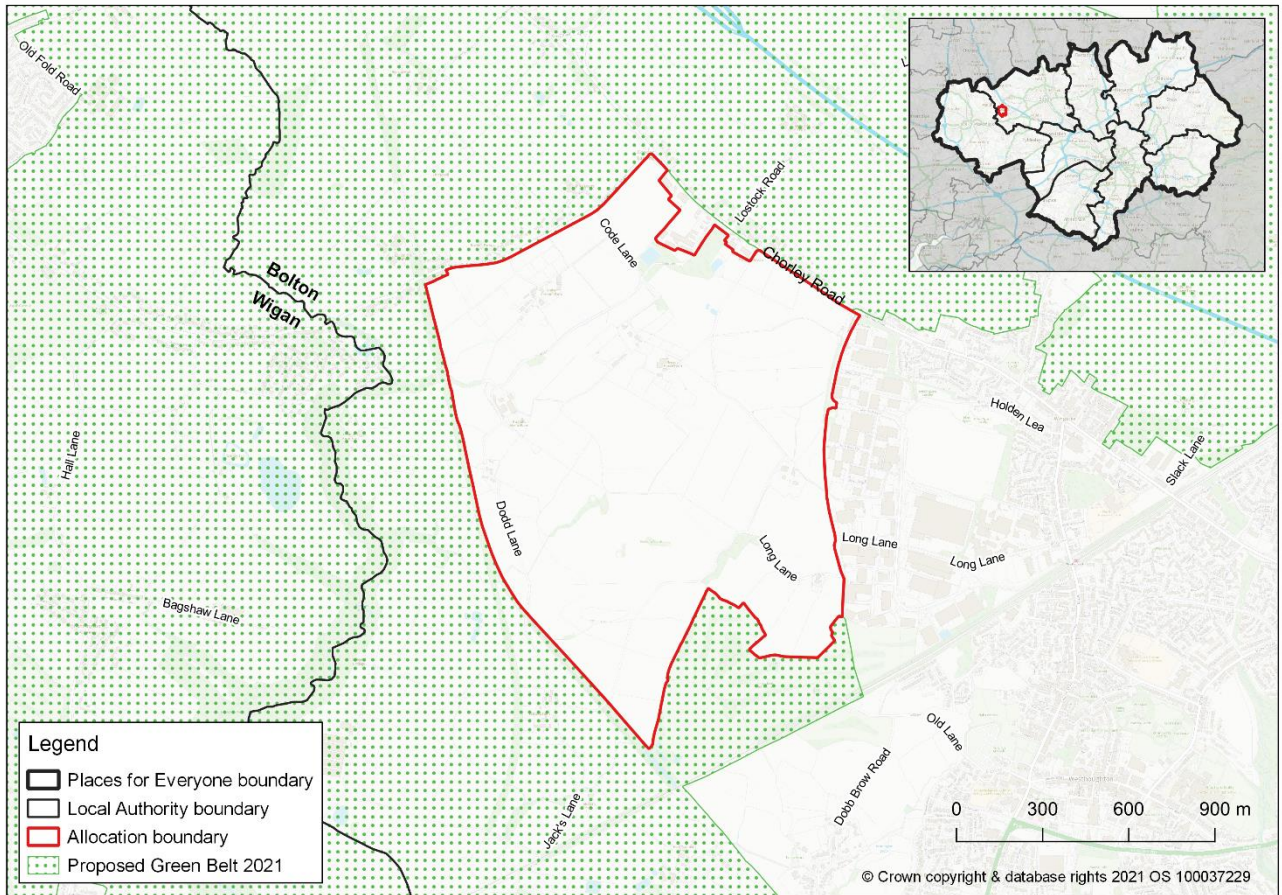 Old Fold Road
Lostock Road
Code Lane
Chorley Road
Bolton
Wigan
Holden Lea
Slack Lane
Hall Lane
Dodd Lane
Long Lane
Long Lane
Long Lane
Bagshaw Lane
Old Lane
Dobb Brow Road
Jack's Lane
Legend
Places for Everyone boundary
Local Authority boundary
Allocation boundary
Proposed Green Belt 2021
0 300 600 900 m
© Crown copyright & database rights 2021 OS 100037229